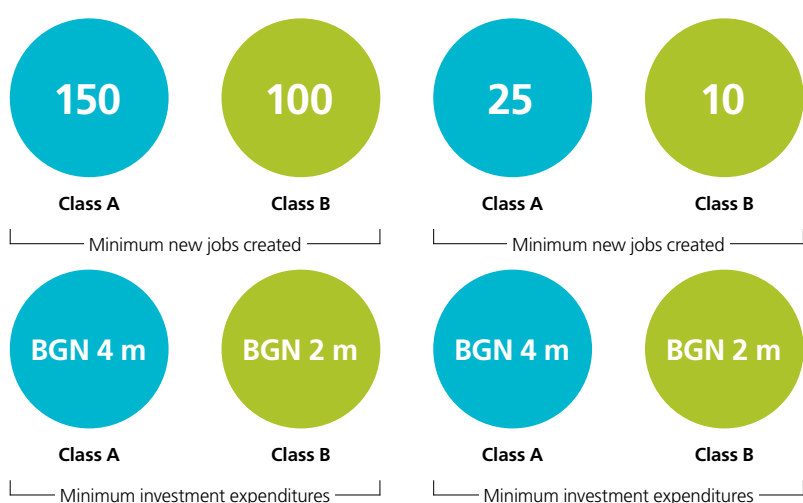 150 100 25 10
Class A Class B Class A Class B
Minimum new jobs created Minimum new jobs created
BGN 4 m BGN 2 m BGN 4 m BGN 2 m
Class A Class B Class A Class B
Minimum investment expenditures Minimum investment expenditures